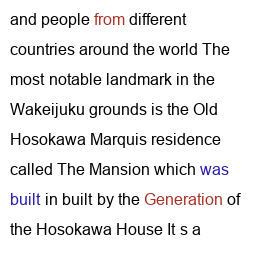 and people from different
countries around the world The
most notable landmark in the
Wakeijuku grounds is the Old
Hosokawa Marquis residence
called The Mansion which was
built in built by the Generation of
the Hosokawa House It s a